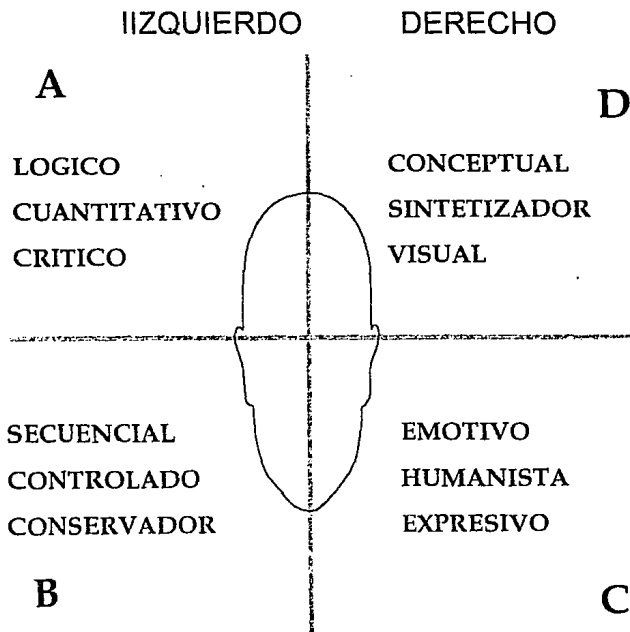 IIZQUIERDO DERECHO
A
D
LOGICO
CUANTITATIVO
CRITICO
CONCEPTUAL
SINTETIZADOR
VISUAL
SECUENCIAL
CONTROLADO
CONSERVADOR
EMOTIVO
HUMANISTA
EXPRESIVO
B
C